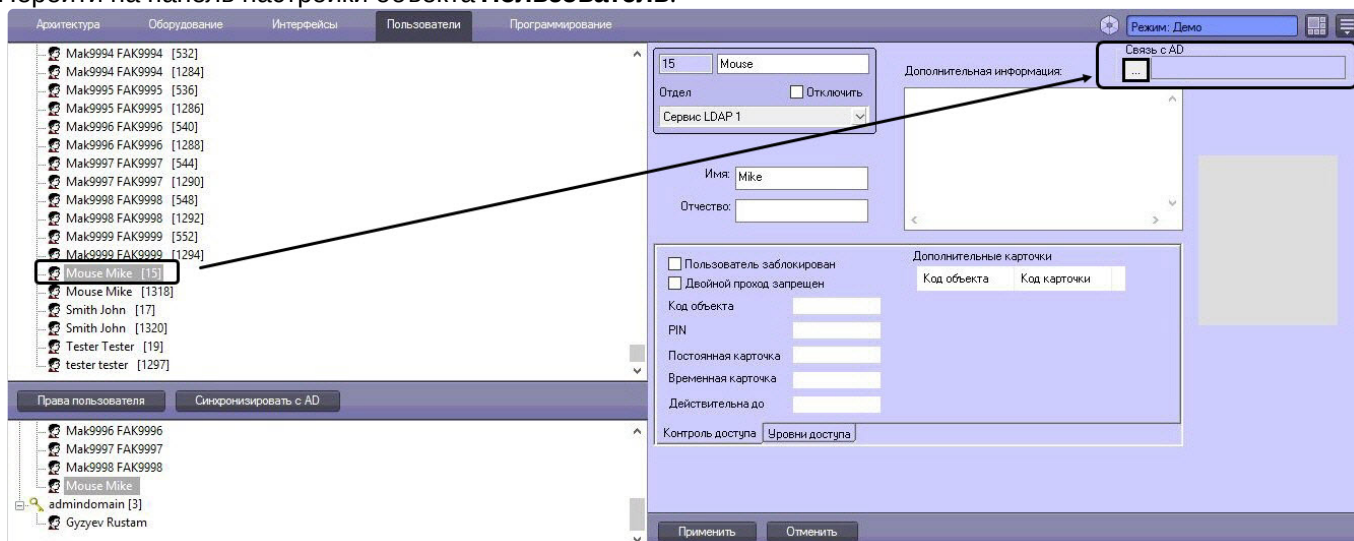 Перейти на панель настройки объекта Пользователь.
Архитектура Оборудование Интерфейсы Пользователи Программирование
Режим: Демо
Mak9994 FAK9994 [532]
Mak9994 FAK9994 [1284]
Mak9995 FAK9995 [536]
Mak9995 FAK9995 [1286]
Mak9996 FAK9996 [540]
Mak9996 FAK9996 [1288]
Mak9997 FAK9997 [544]
Mak9997 FAK9997 [1290]
Mak9998 FAK9998 [548]
Mak9998 FAK9998 [1292]
Mak9999 FAK9999 [552]
Mak9999 FAK9999 [1294]
Mouse Mike [15]
Mouse Mike [1318]
Smith John [17]
Smith John [1320]
Tester Tester [19]
tester tester [1297]
Права пользователя Синхронизировать с AD
Mak9996 FAK9996
Mak9997 FAK9997
Mak9998 FAK9998
Mouse Mike
admindomain [3]
Gyzyev Rustam
15 Mouse
Отдел Отключить
Сервис LDAP 1
Имя: Mike
Отчество:
Дополнительная информация:
Связь с AD
...
Пользователь заблокирован
Двойной проход запрещен
Код объекта
PIN
Постоянная карточка
Временная карточка
Действительна до
Дополнительные карточки
Код объекта Код карточки
Контроль доступа Уровни доступа
Применить Отменить